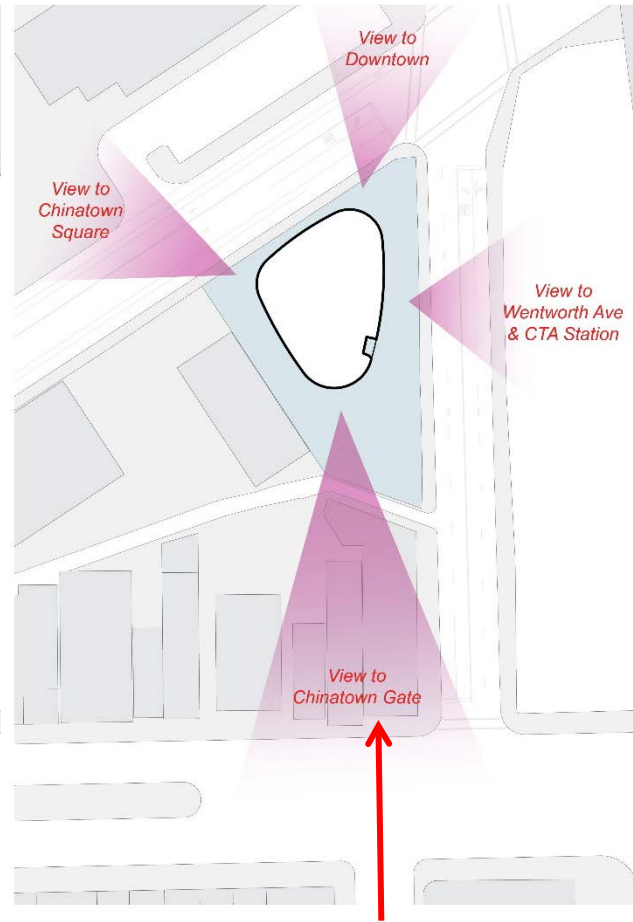 View to
Downtown
View to
Chinatown
Square
View to
Wentworth Ave
& CTA Station
View to
Chinatown Gate